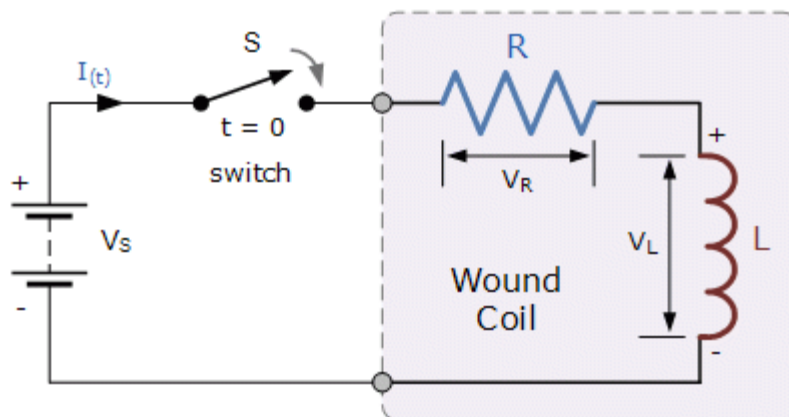 S
R
I(t)
t = 0
switch
VR
+
VS
-
+
VL
L
-
Wound
Coil